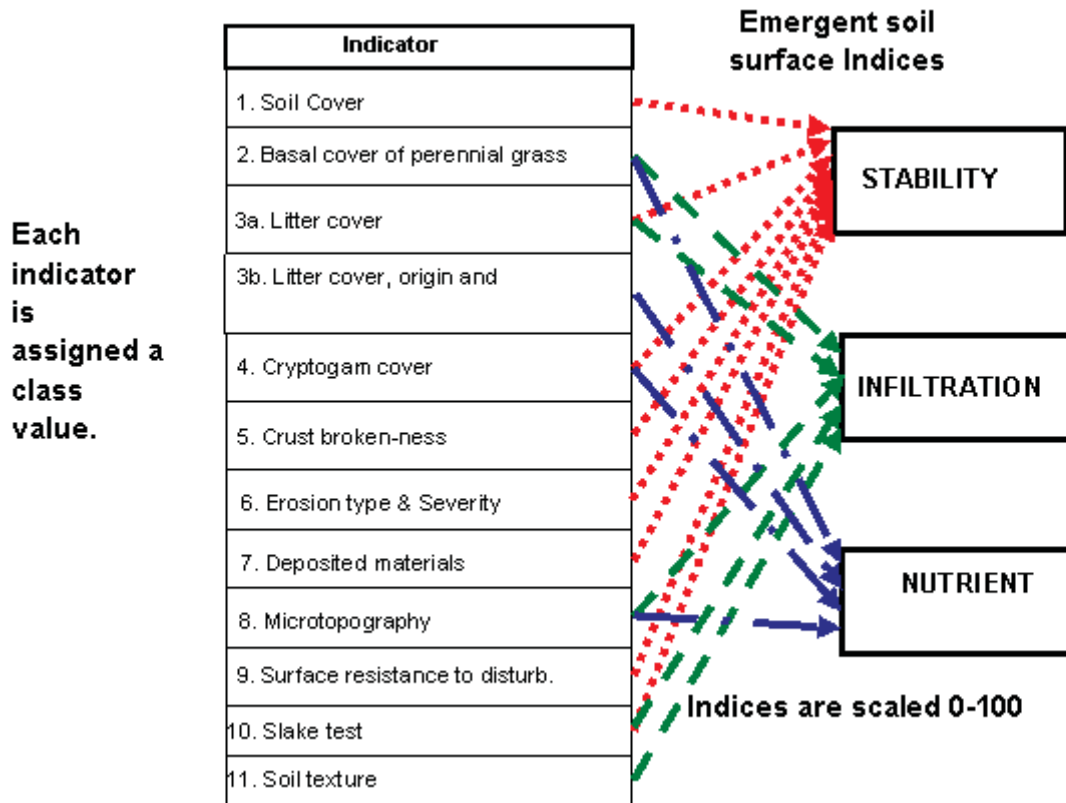 Each
indicator
is
assigned a
class
value.
Indicator
1. Soil Cover
2. Basal cover of perennial grass
3a. Litter cover
3b. Litter cover, origin and
4. Cryptogam cover
5. Crust broken-ness
6. Erosion type & Severity
7. Deposited materials
8. Microtopography
9. Surface resistance to disturb.
10. Slake test
11. Soil texture
Emergent soil
surface Indices
STABILITY
INFILTRATION
NUTRIENT
Indices are scaled 0-100